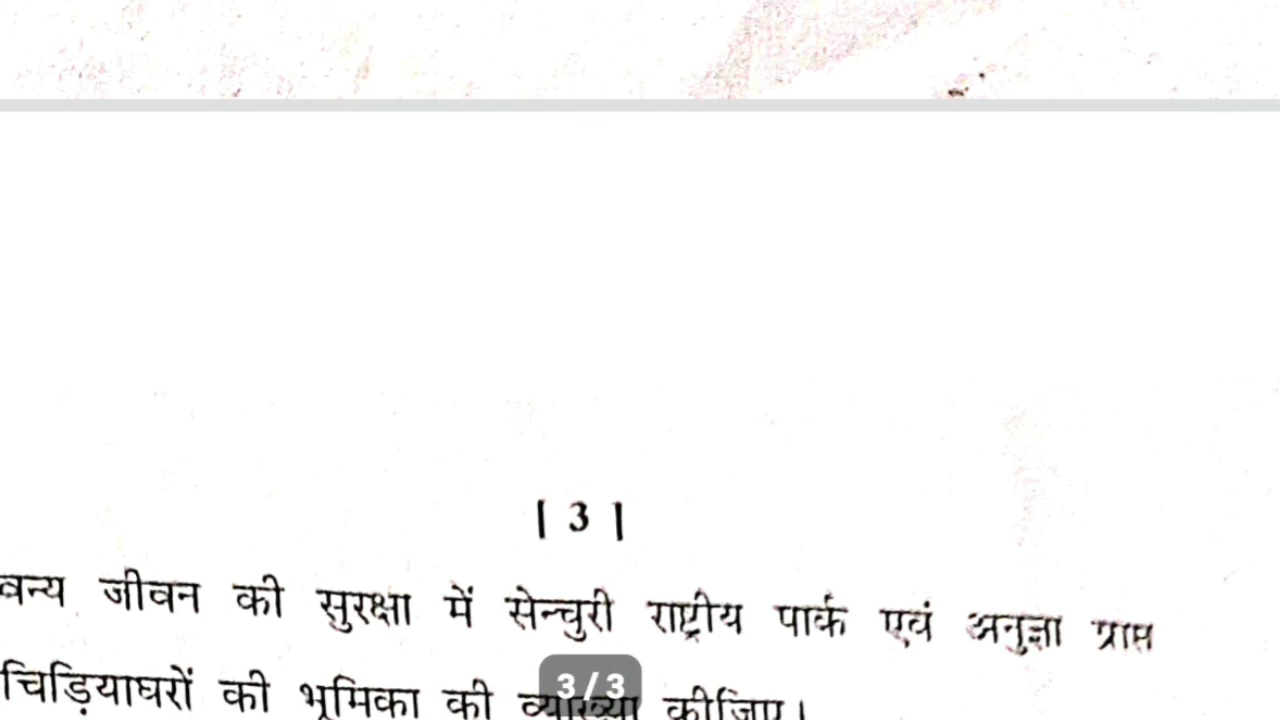 | 3 |
वन्य जीवन की सुरक्षा में सेन्चुरी राष्ट्रीय पार्क एवं अनुज्ञा प्राप्त
चिड़ियाघरों की भूमिका की व्याख्या कीजिए।
3 / 3